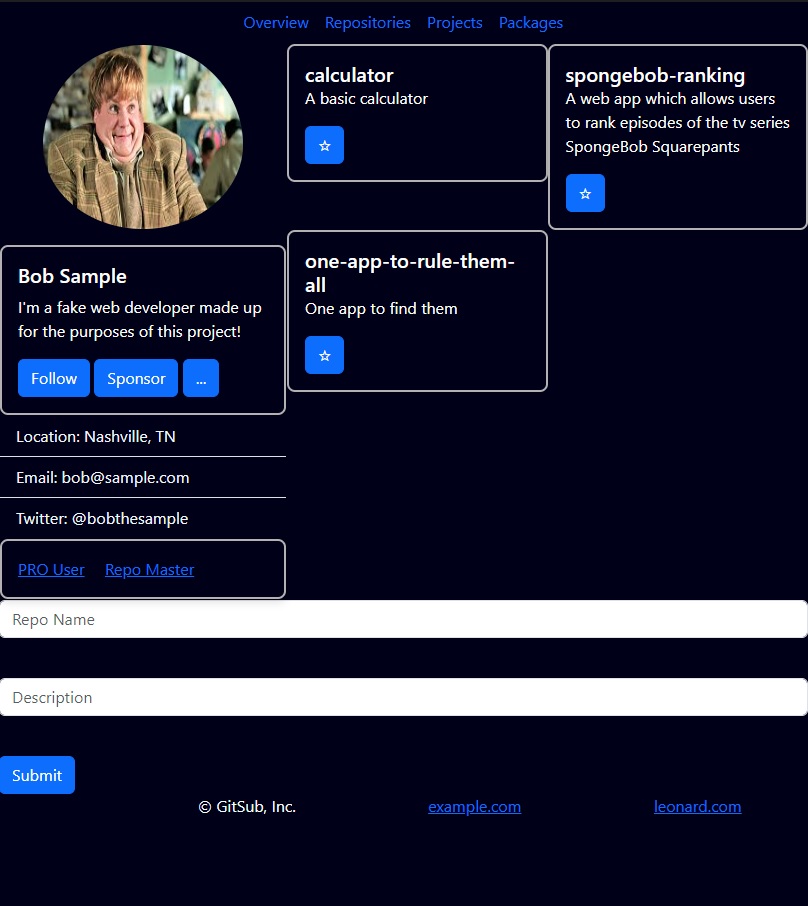 Overview Repositories Projects Packages
calculator
A basic calculator
☆
spongebob-ranking
A web app which allows users
to rank episodes of the tv series
SpongeBob Squarepants
☆
one-app-to-rule-them-
all
One app to find them
☆
Bob Sample
I'm a fake web developer made up
for the purposes of this project!
Follow Sponsor ...
Location: Nashville, TN
Email: bob@sample.com
Twitter: @bobthesample
PRO User Repo Master
Repo Name
Description
Submit
© GitSub, Inc. example.com leonard.com